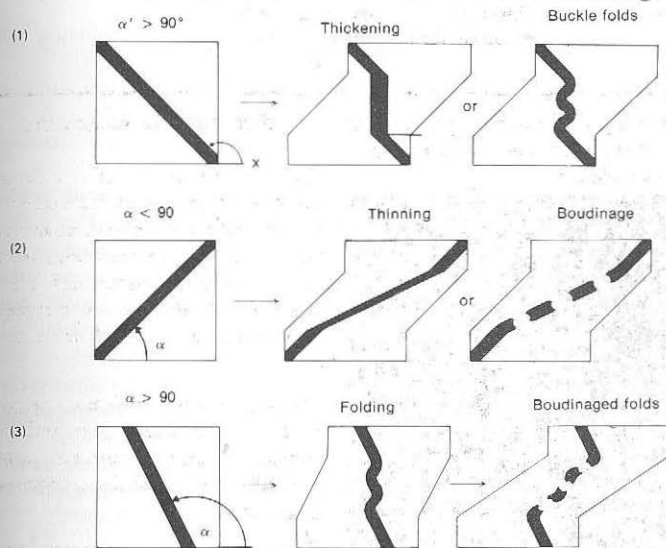 (1)
α' > 90°
Thickening
Buckle folds
or
x
(2)
α < 90
Thinning
Boudinage
or
α
(3)
α > 90
Folding
Boudinaged folds
α